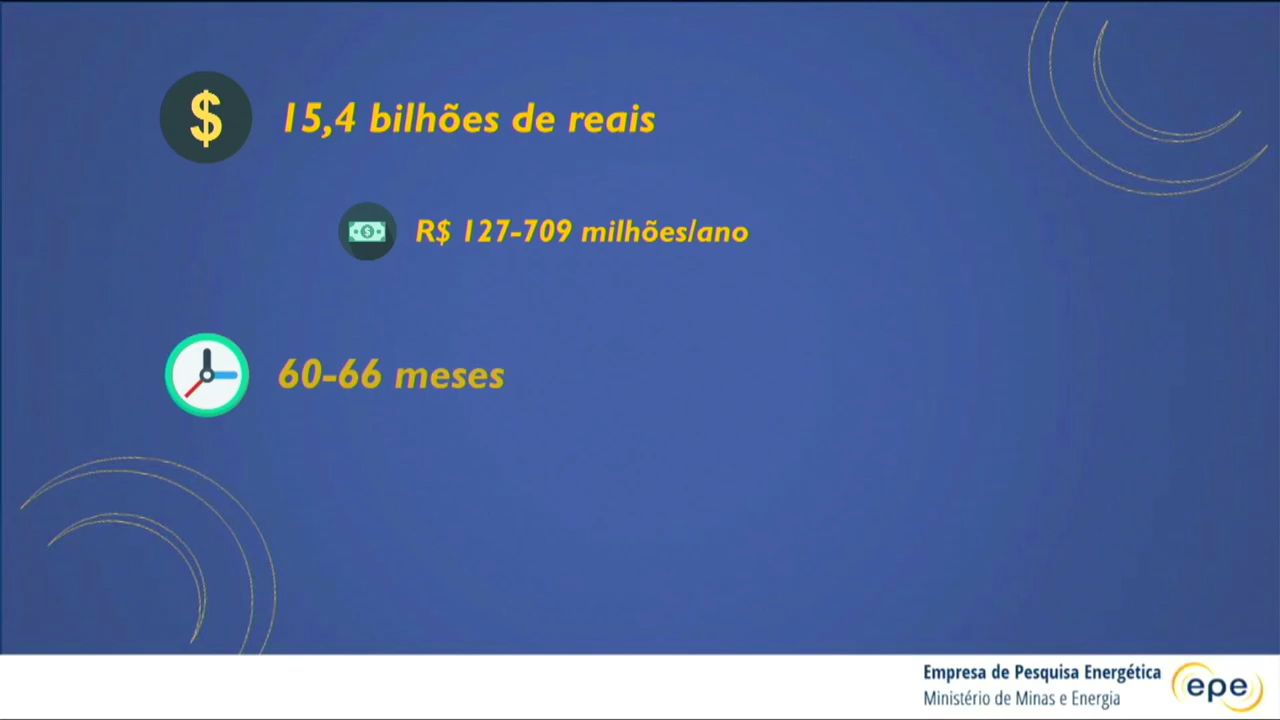 $ 15,4 bilhões de reais
R$ 127-709 milhões/ano
60-66 meses
Empresa de Pesquisa Energética
Ministério de Minas e Energia
epe